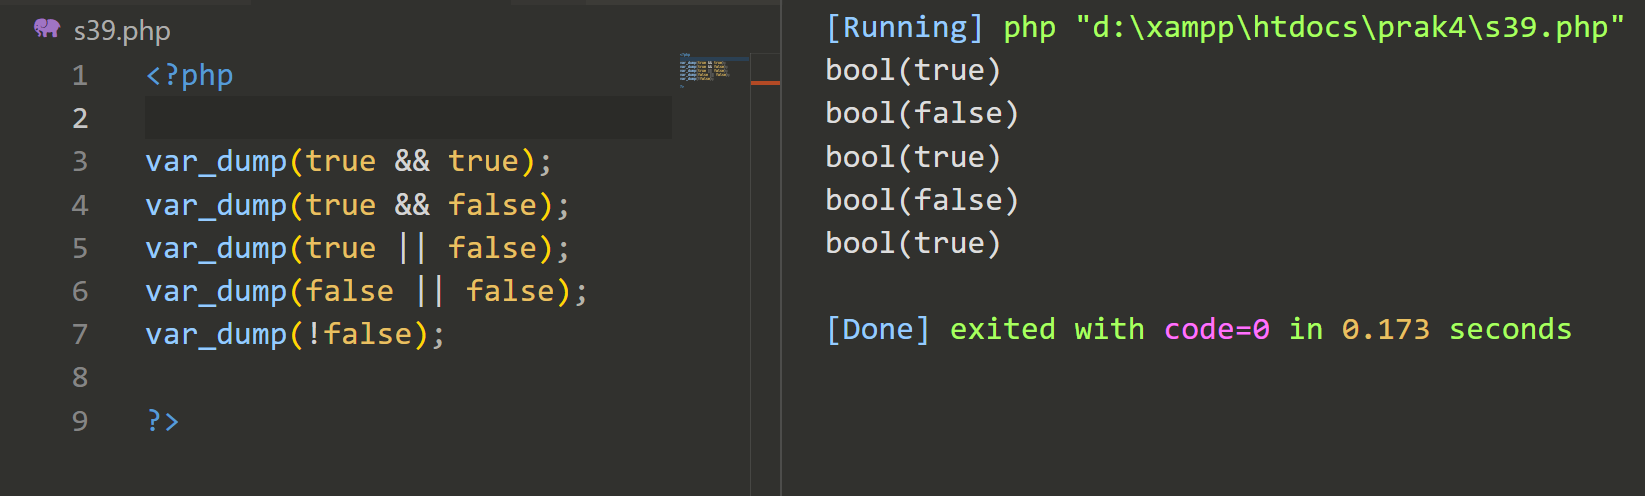 s39.php
1 <?php
2
3 var_dump(true && true);
4 var_dump(true && false);
5 var_dump(true || false);
6 var_dump(false || false);
7 var_dump(!false);
8
9 ?>
[Running] php "d:\xampp\htdocs\prak4\s39.php"
bool(true)
bool(false)
bool(true)
bool(false)
bool(true)
[Done] exited with code=0 in 0.173 seconds